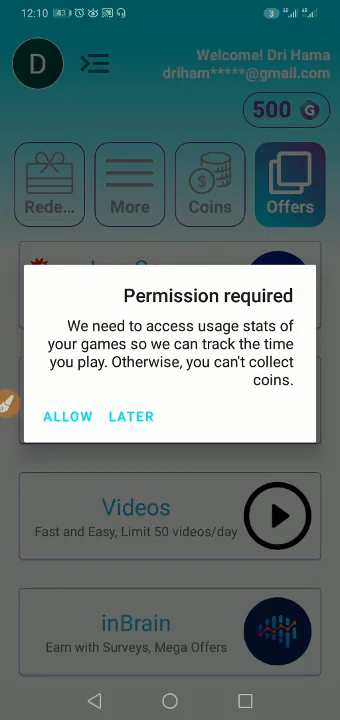 12:10 43
3
D
Welcome! Dri Hama
driham*****@gmail.com
500 G
Rede...
More
Coins
Offers
Permission required
We need to access usage stats of
your games so we can track the time
you play. Otherwise, you can't collect
coins.
ALLOW LATER
Videos
Fast and Easy, Limit 50 videos/day
inBrain
Earn with Surveys, Mega Offers